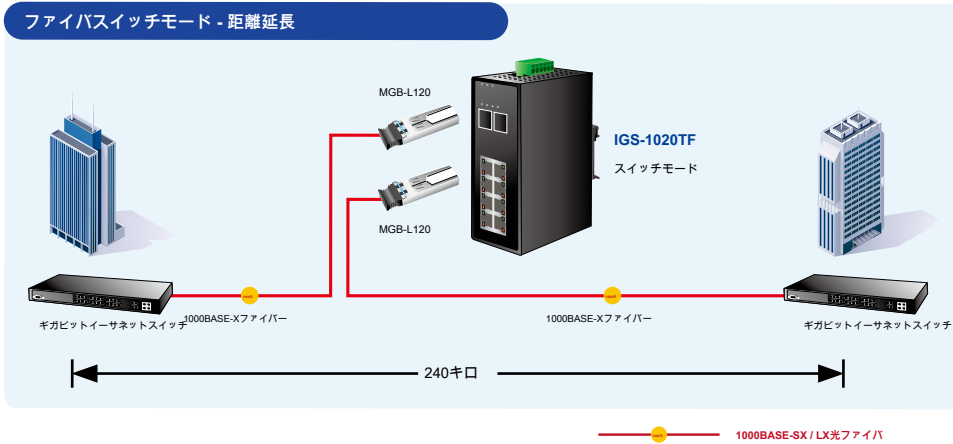 ファイバスイッチモード - 距離延長
MGB-L120
IGS-1020TF
スイッチモード
MGB-L120
1000BASE-Xファイバー
1000BASE-Xファイバー
ギガビットイーサネットスイッチ
ギガビットイーサネットスイッチ
240キロ
1000BASE-SX / LX光ファイバ